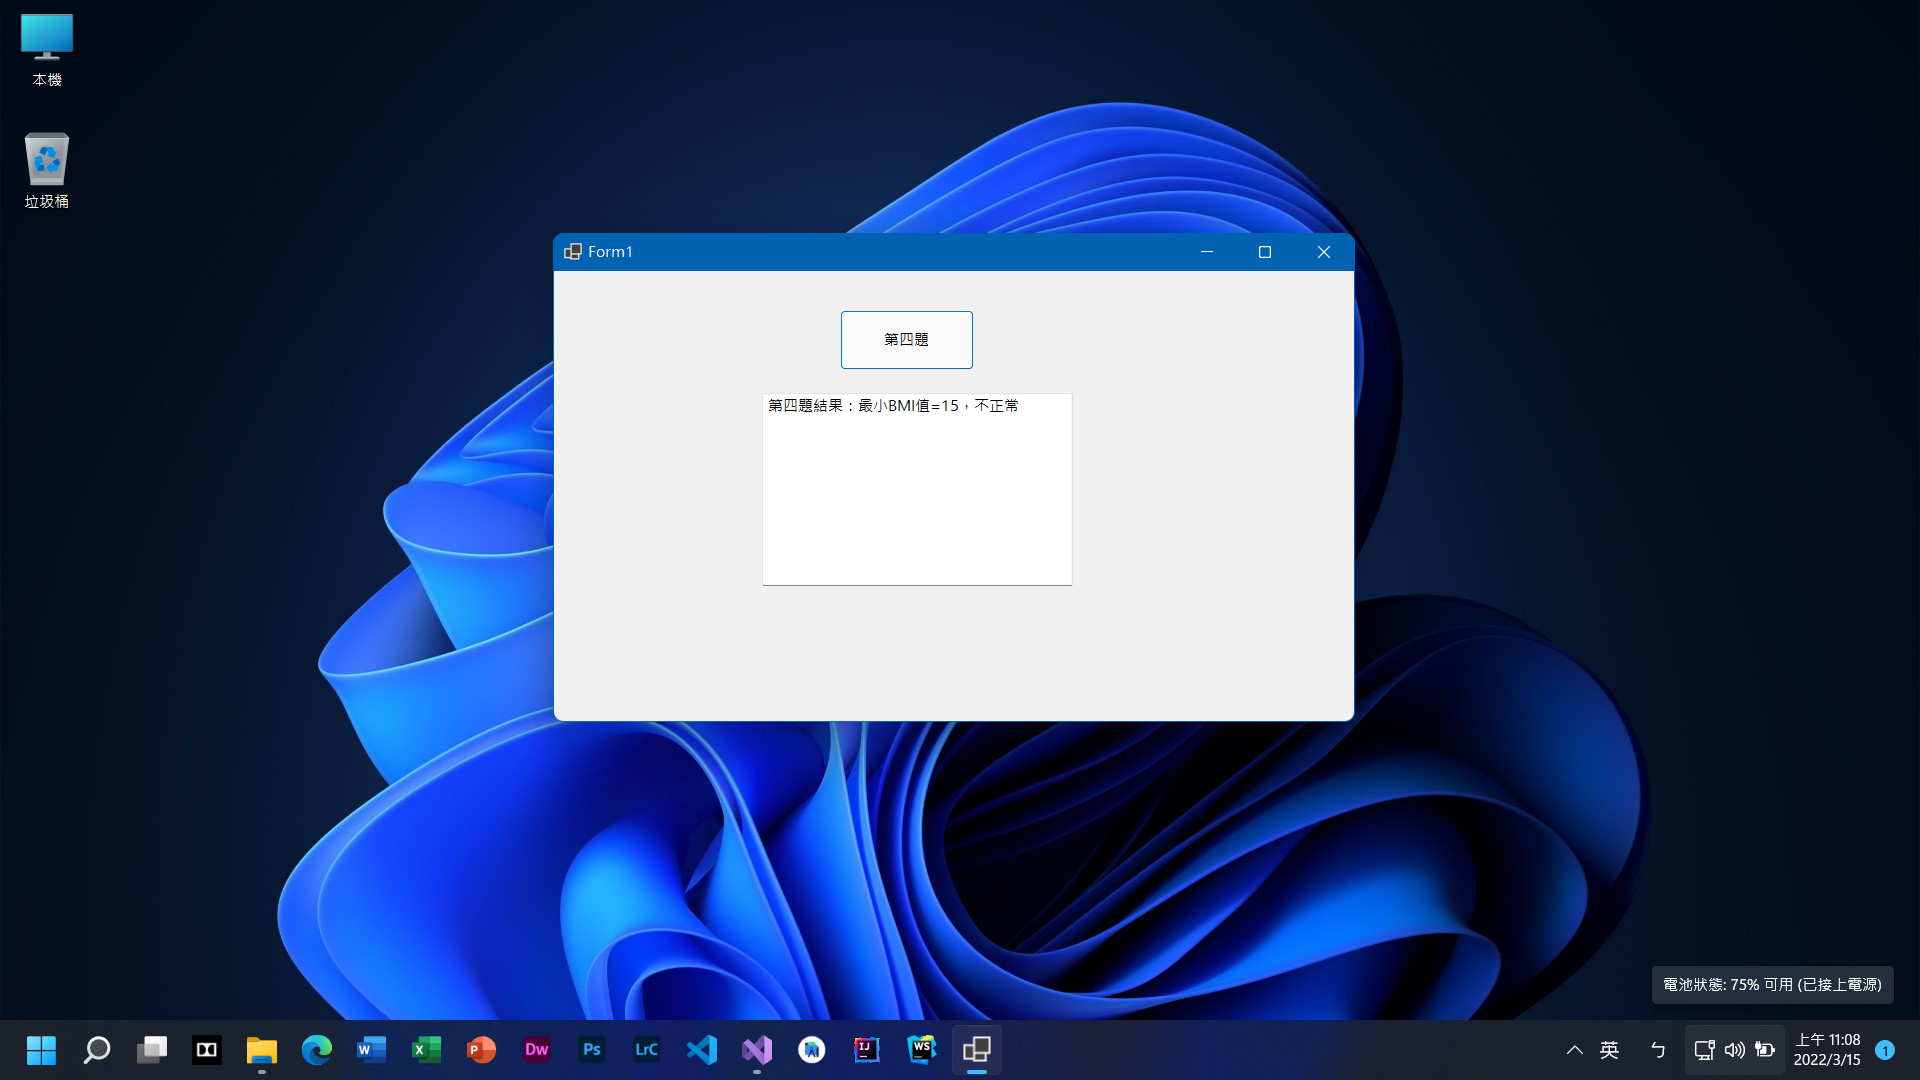 本機
垃圾桶
Form1
第四題
第四題結果：最小BMI值=15，不正常
電池狀態: 75% 可用 (已接上電源)
W
X
P
Dw
Ps
LrC
IJ
WS
英
ㄅ
上午 11:08
2022/3/15
1